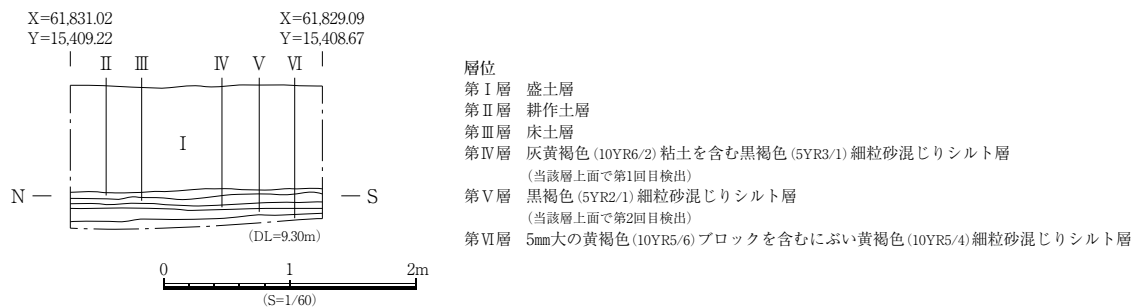 X=61,831.02
Y=15,409.22
X=61,829.09
Y=15,408.67
Ⅱ Ⅲ Ⅳ Ⅴ Ⅵ
Ⅰ
N S
(DL=9.30m)
0 1 2m
(S=1/60)
層位
第Ⅰ層 盛土層
第Ⅱ層 耕作土層
第Ⅲ層 床土層
第Ⅳ層 灰黄褐色(10YR6/2)粘土を含む黒褐色(5YR3/1)細粒砂混じりシルト層
(当該層上面で第1回目検出)
第Ⅴ層 黒褐色(5YR2/1)細粒砂混じりシルト層
(当該層上面で第2回目検出)
第Ⅵ層 5㎜大の黄褐色(10YR5/6)ブロックを含むにぶい黄褐色(10YR5/4)細粒砂混じりシルト層